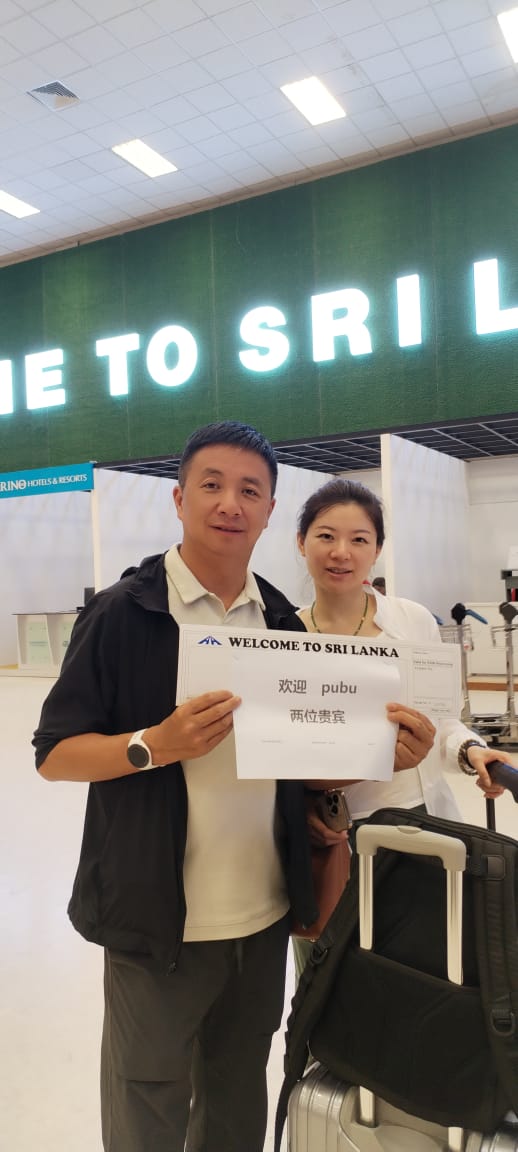 ME TO SRI L
RINO HOTELS & RESORTS
WELCOME TO SRI LANKA
欢迎 pubu
两位贵宾